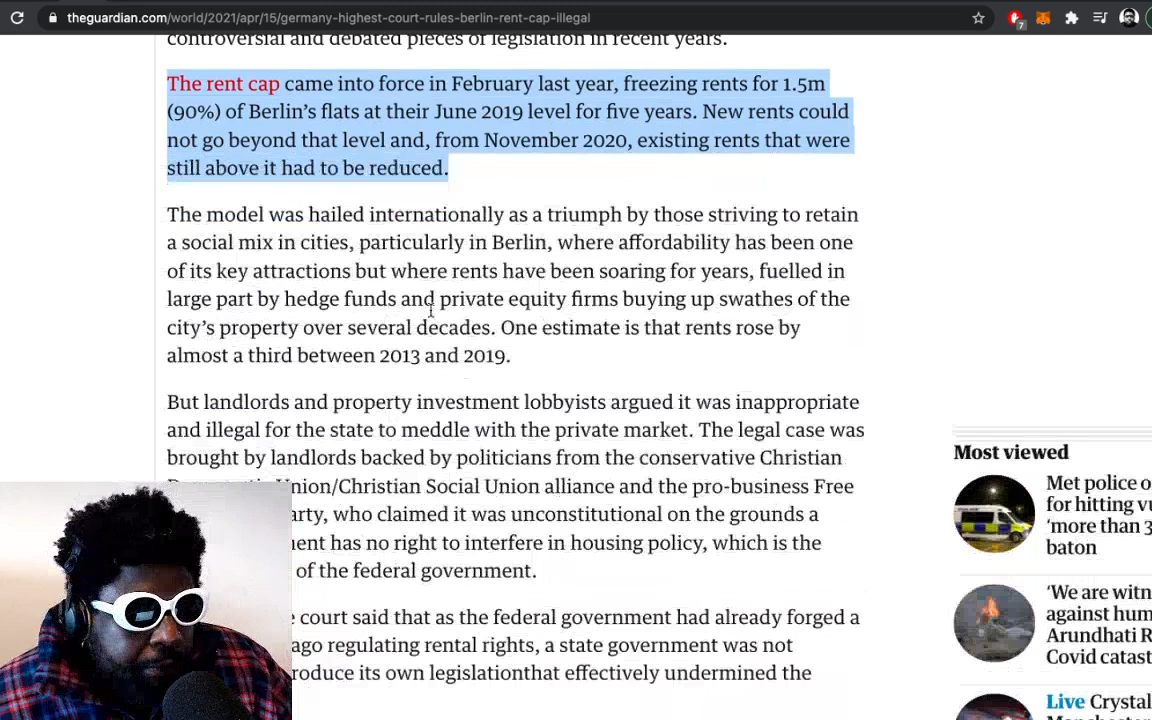 theguardian.com/world/2021/apr/15/germany-highest-court-rules-berlin-rent-cap-illegal
7
controversial and debated pieces of legislation in recent years.
The rent cap came into force in February last year, freezing rents for 1.5m
(90%) of Berlin's flats at their June 2019 level for five years. New rents could
not go beyond that level and, from November 2020, existing rents that were
still above it had to be reduced.
The model was hailed internationally as a triumph by those striving to retain
a social mix in cities, particularly in Berlin, where affordability has been one
of its key attractions but where rents have been soaring for years, fuelled in
large part by hedge funds and private equity firms buying up swathes of the
city's property over several decades. One estimate is that rents rose by
almost a third between 2013 and 2019.
But landlords and property investment lobbyists argued it was inappropriate
and illegal for the state to meddle with the private market. The legal case was
brought by landlords backed by politicians from the conservative Christian
Union/Christian Social Union alliance and the pro-business Free
arty, who claimed it was unconstitutional on the grounds a
ent has no right to interfere in housing policy, which is the
of the federal government.
court said that as the federal government had already forged a
ago regulating rental rights, a state government was not
roduce its own legislationthat effectively undermined the
Most viewed
Met police o
for hitting vu
'more than 3
baton
'We are witn
against hum
Arundhati R
Covid catast
Live Crystal